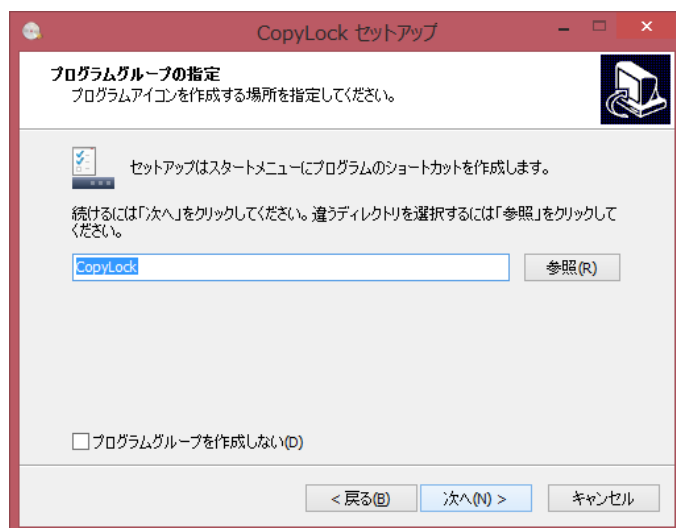 CopyLock セットアップ
プログラムグループの指定
プログラムアイコンを作成する場所を指定してください。
セットアップはスタートメニューにプログラムのショートカットを作成します。
続けるには「次へ」をクリックしてください。違うディレクトリを選択するには「参照」をクリックして
ください。
CopyLock 参照(R)
プログラムグループを作成しない(D)
< 戻る(B) 次へ(N) > キャンセル